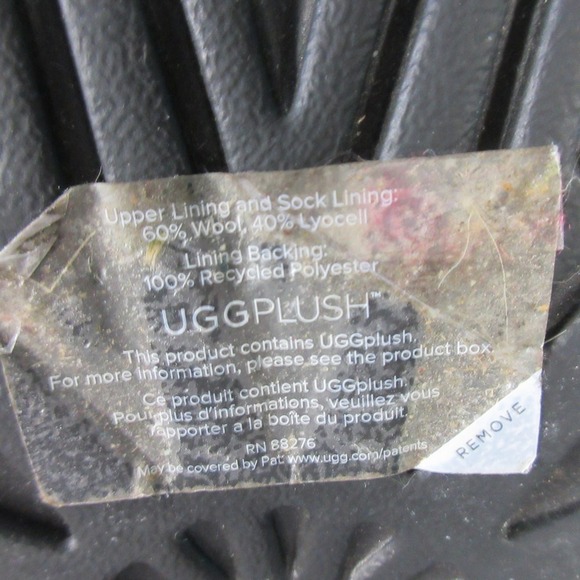 Upper Lining and Sock Lining:
60% Wool, 40% Lyocell
Lining Backing:
100% Recycled Polyester
UGGPLUSH™
This product contains UGGplush.
For more information, please see the product box.
Ce produit contient UGGplush.
Pour plus d'informations, veuillez vous
rapporter a la boîte du produit.
RN 88276
May be covered by Pat: www.ugg.com/patents
REMOVE